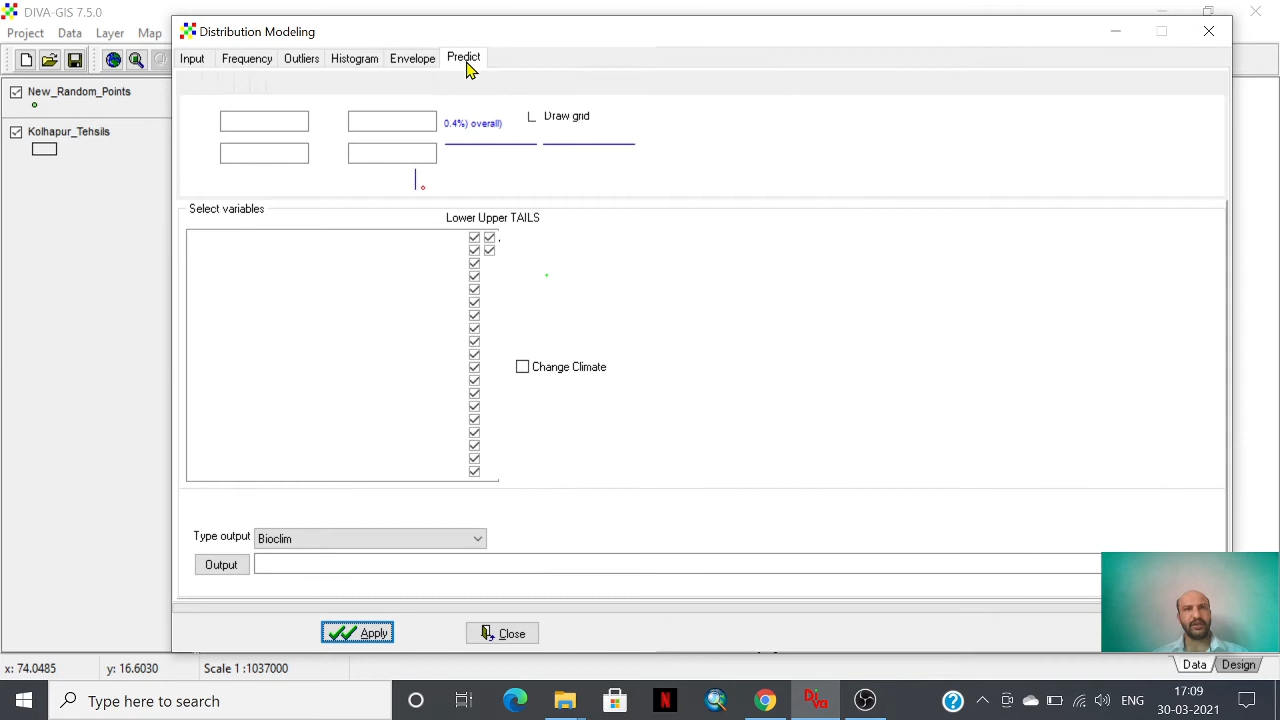 DIVA-GIS 7.5.0
Distribution Modeling
Project Data Layer Map
Input Frequency Outliers Histogram Envelope Predict
New_Random_Points
0.4%) overall)
Draw grid
Kolhapur_Tehsils
Select variables
Lower Upper TAILS
Change Climate
Type output Bioclim
Output
Apply Close
x: 74.0485 y: 16.6030 Scale 1 :1037000
Data Design
Type here to search
Diva
ENG
17:09
30-03-2021